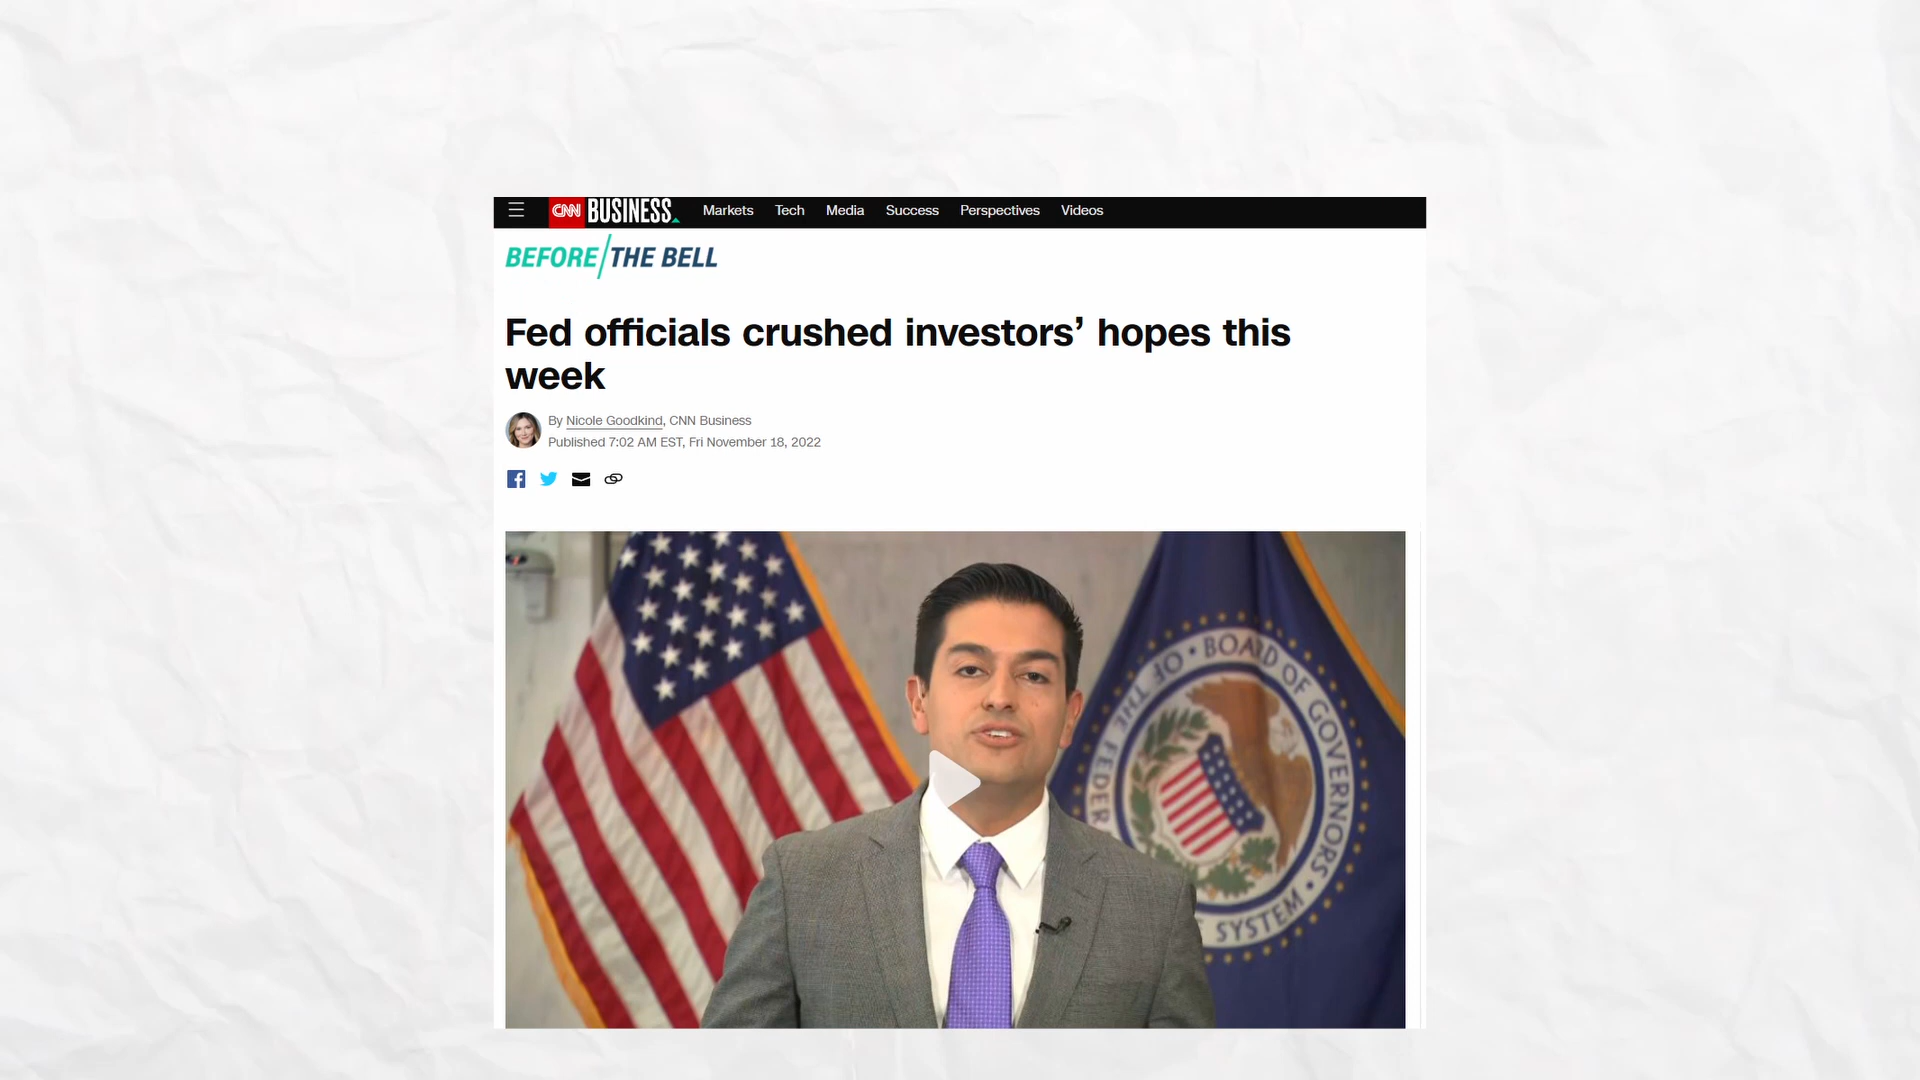 CNN BUSINESS Markets Tech Media Success Perspectives Videos
BEFORE/THE BELL
Fed officials crushed investors’ hopes this
week
By Nicole Goodkind, CNN Business
Published 7:02 AM EST, Fri November 18, 2022
BOARD OF GOVERNORS
OF THE FEDER
SYSTEM